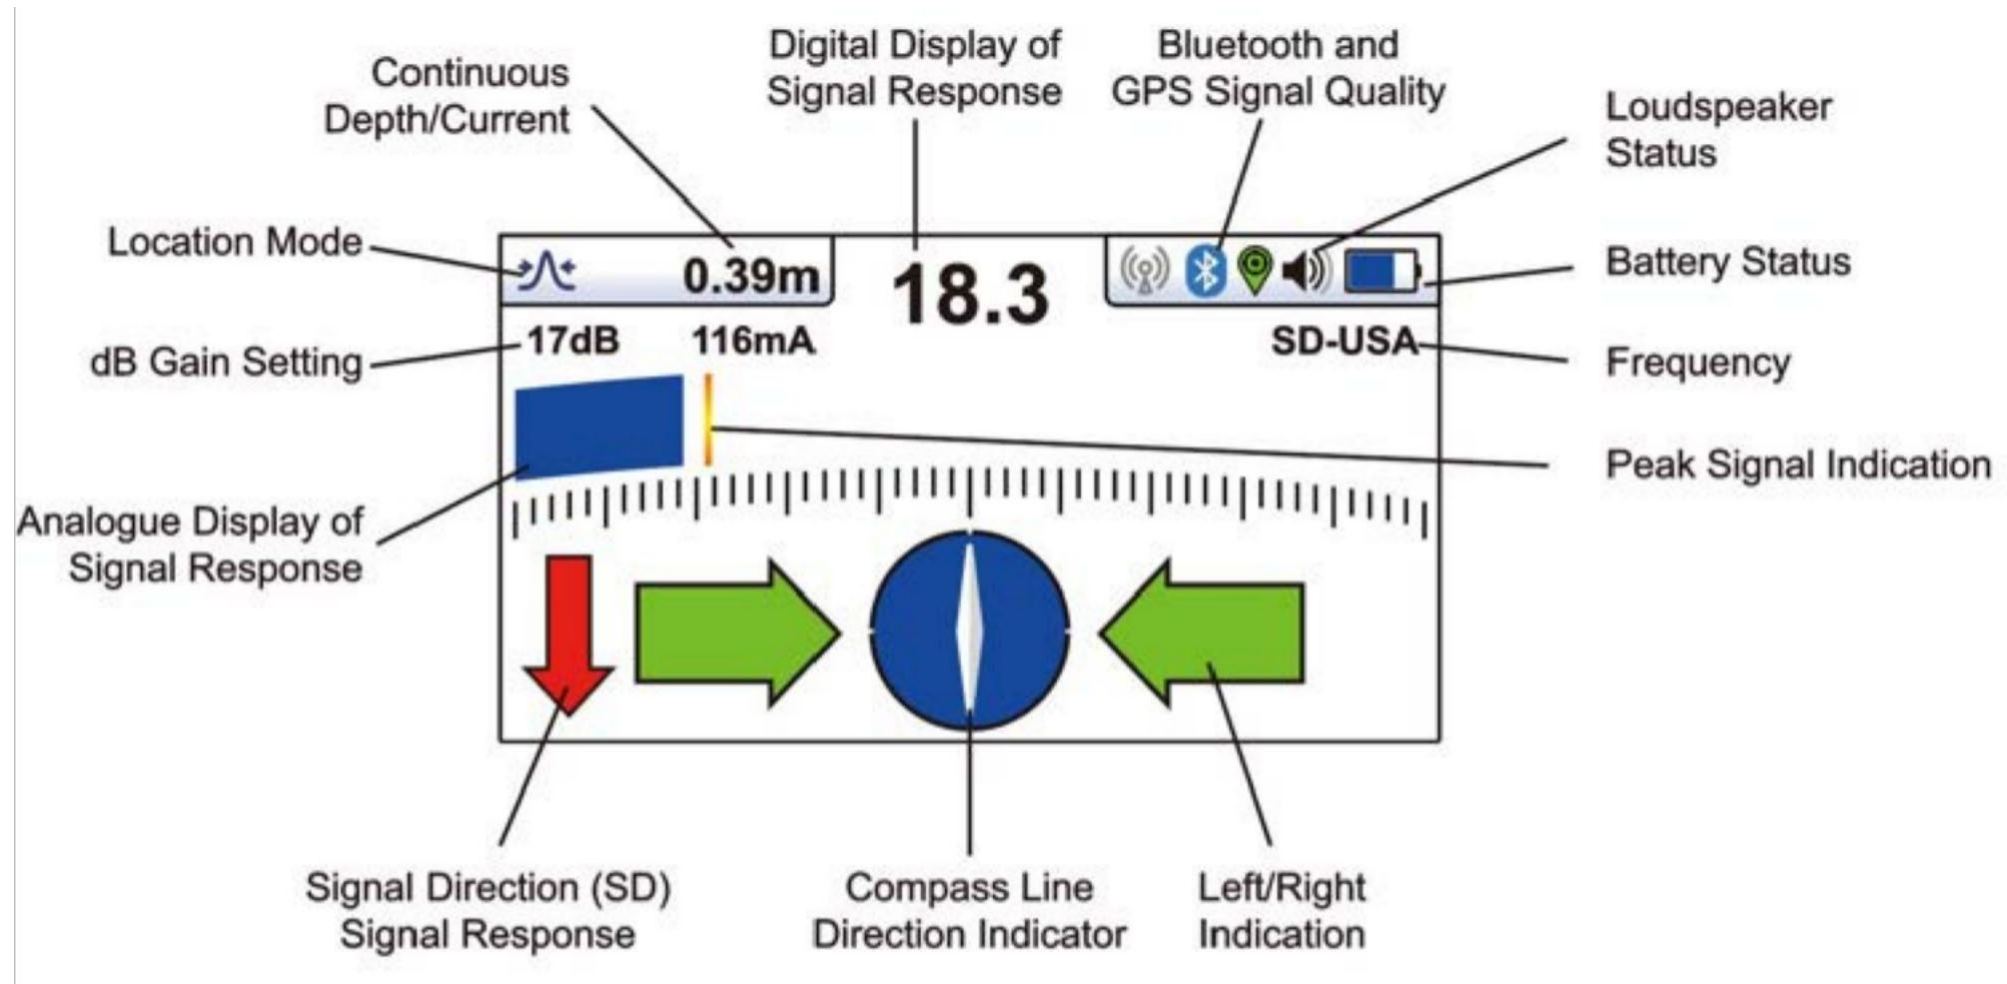 Continuous
Depth/Current
Digital Display of
Signal Response
Bluetooth and
GPS Signal Quality
Loudspeaker
Status
Location Mode
0.39m
18.3
Battery Status
dB Gain Setting
17dB
116mA
SD-USA
Frequency
Peak Signal Indication
Analogue Display of
Signal Response
Signal Direction (SD)
Signal Response
Compass Line
Direction Indicator
Left/Right
Indication